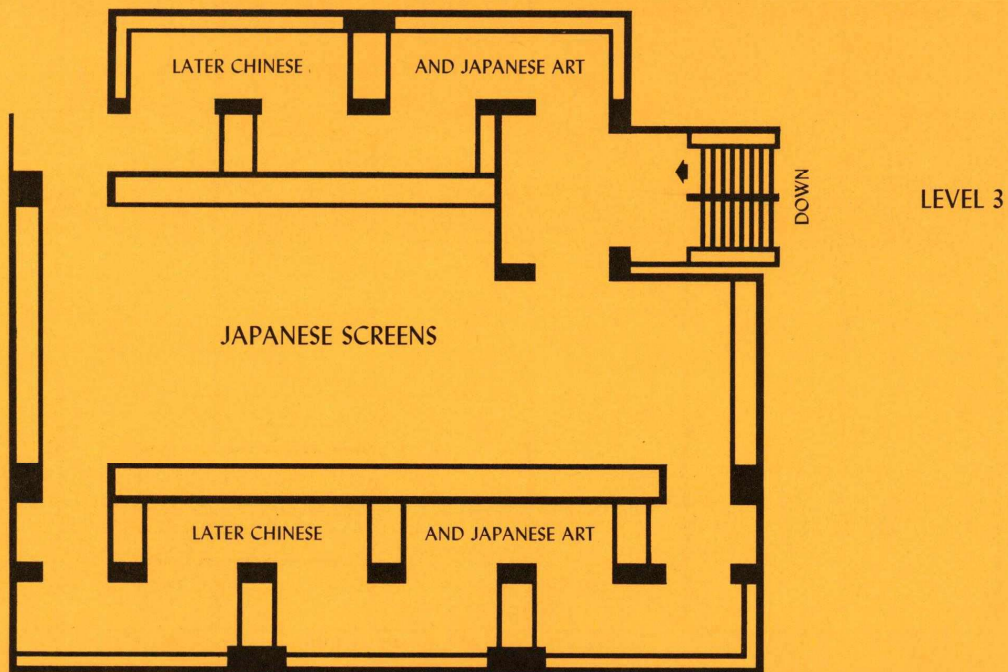 LATER CHINESE AND JAPANESE ART
DOWN
LEVEL 3
JAPANESE SCREENS
LATER CHINESE AND JAPANESE ART